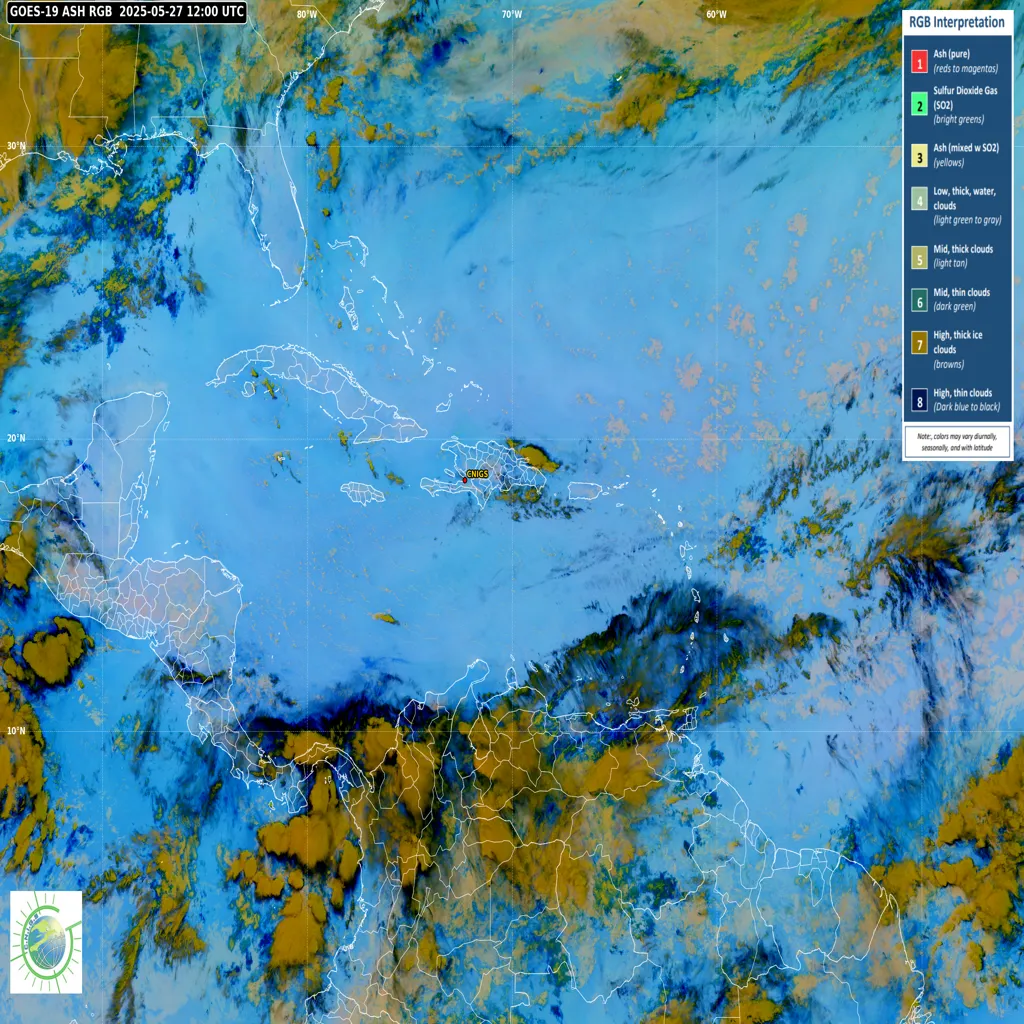 GOES-19 ASH RGB 2025-05-27 12:00 UTC
80°W
70°W
60°W
30°N
20°N
10°N
CNIGS
RGB Interpretation
1
Ash (pure)
(reds to magentas)
2
Sulfur Dioxide Gas
(SO2)
(bright greens)
3
Ash (mixed w SO2)
(yellows)
4
Low, thick, water,
clouds
(light green to gray)
5
Mid, thick clouds
(light tan)
6
Mid, thin clouds
(dark green)
7
High, thick ice
clouds
(browns)
8
High, thin clouds
(Dark blue to black)
Note:, colors may vary diurnally,
seasonally, and with latitude